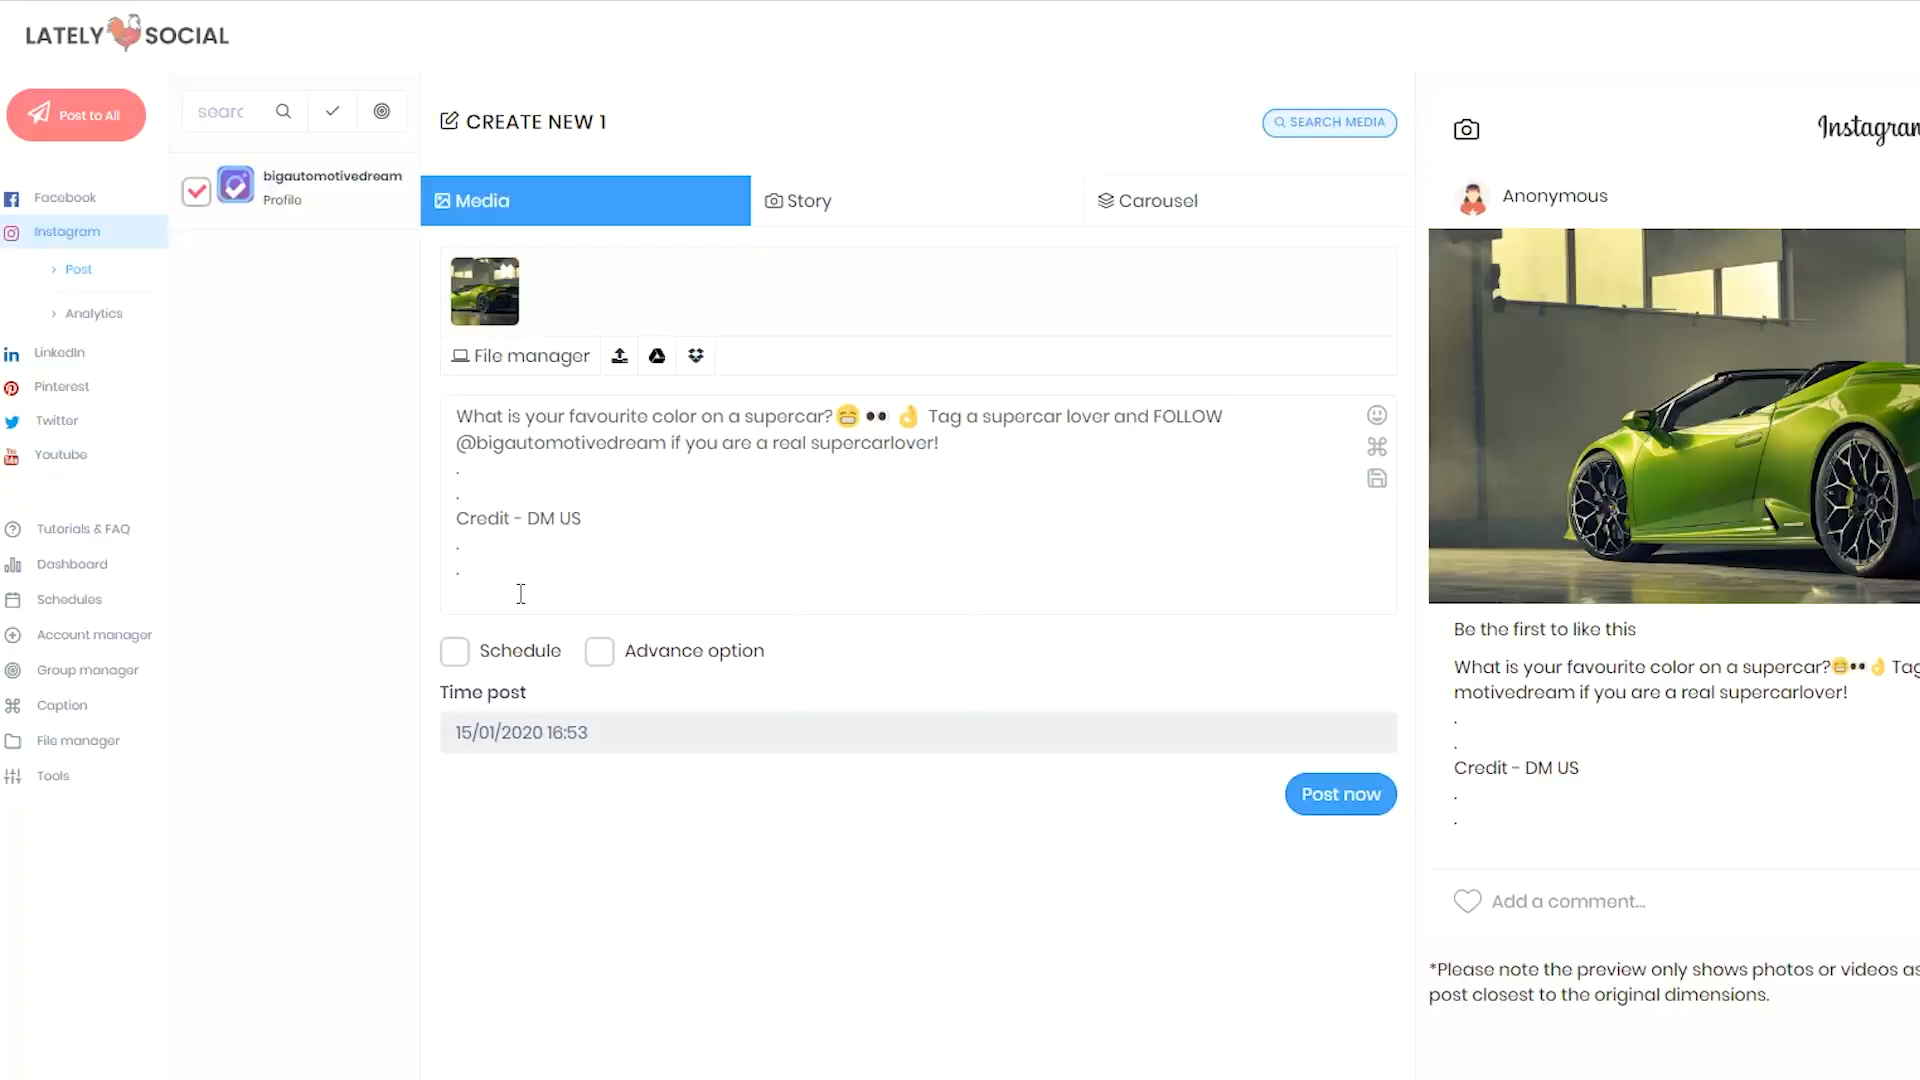 LATELY SOCIAL
Post to All
Facebook
Instagram
Post
Analytics
LinkedIn
Pinterest
Twitter
Youtube
Tutorials & FAQ
Dashboard
Schedules
Account manager
Group manager
Caption
File manager
Tools
searc
bigautomotivedream
Profile
CREATE NEW 1
SEARCH MEDIA
Media
Story
Carousel
File manager
What is your favourite color on a supercar?😁👀👌 Tag a supercar lover and FOLLOW
@bigautomotivedream if you are a real supercarlover!
.
.
Credit - DM US
.
.
Schedule
Advance option
Time post
15/01/2020 16:53
Post now
Instagram
Anonymous
Be the first to like this
What is your favourite color on a supercar?😁👀👌 Tag
motivedream if you are a real supercarlover!
.
.
Credit - DM US
.
.
Add a comment...
*Please note the preview only shows photos or videos as
post closest to the original dimensions.